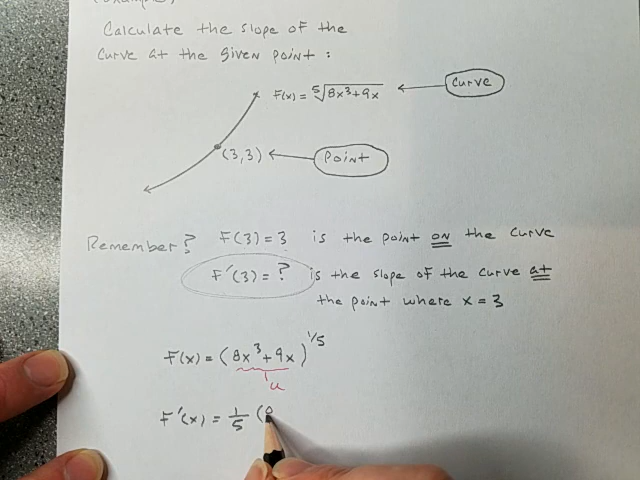 Calculate the slope of the
curve at the given point :
F(x) = ⁵√8x³+9x
curve
(3,3)
Point
Remember? F(3) = 3 is the point on the curve
F'(3) = ? is the slope of the curve at
the point where x = 3
F(x) = (8x³+9x)^1/5
u
F'(x) = 1/5 (